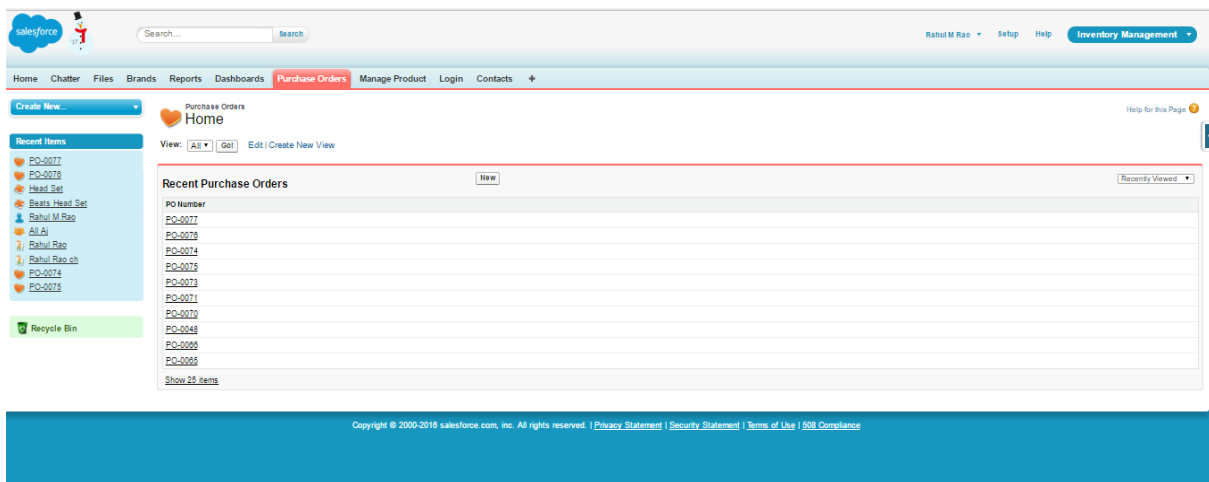 salesforce
Search...
Search
Rahul M Rao
Setup
Help
Inventory Management
Home Chatter Files Brands Reports Dashboards Purchase Orders Manage Product Login Contacts +
Create New...
Recent Items
PO-0077
PO-0076
Head Set
Beats Head Set
Rahul M Rao
All Ai
Rahul Rao
Rahul Rao ch
PO-0074
PO-0075
Recycle Bin
Purchase Orders
Home
Help for this Page ?
View: All Go! Edit | Create New View
Recent Purchase Orders
New
Recently Viewed
PO Number
PO-0077
PO-0076
PO-0074
PO-0075
PO-0073
PO-0071
PO-0070
PO-0048
PO-0066
PO-0065
Show 25 items
Copyright © 2000-2016 salesforce.com, inc. All rights reserved. | Privacy Statement | Security Statement | Terms of Use | 508 Compliance